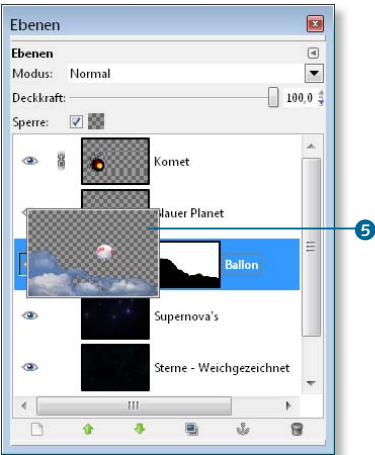 Ebenen
Ebenen
Modus: Normal
Deckkraft: 100,0
Sperre:
Komet
Blauer Planet
5
Ballon
Supernova's
Sterne - Weichgezeichnet